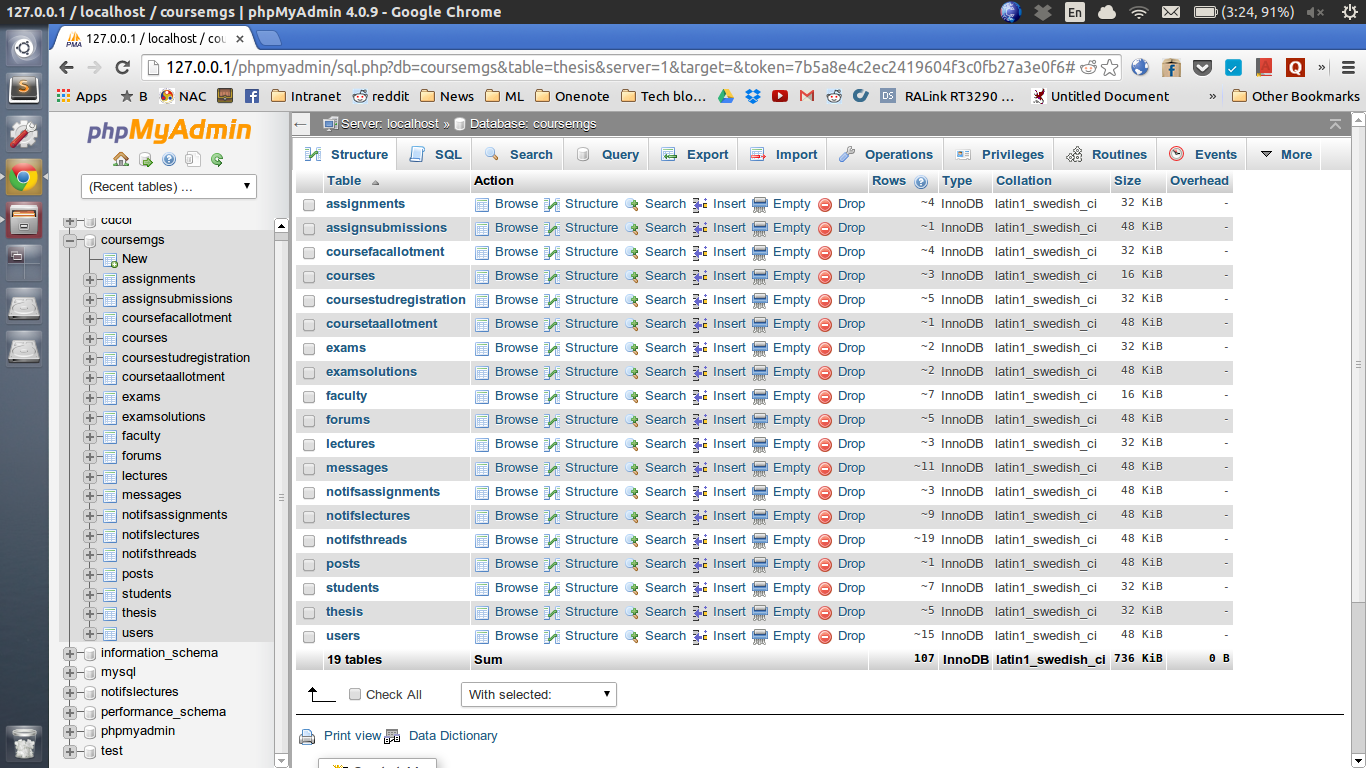 127.0.0.1 / localhost / coursemgs | phpMyAdmin 4.0.9 - Google Chrome
En (3:24, 91%)
127.0.0.1 / localhost / cou
127.0.0.1/phpmyadmin/sql.php?db=coursemgs&table=thesis&server=1&target=&token=7b5a8e4c2ec2419604f3c0fb27a3e0f6#
Apps B NAC Intranet reddit News ML Onenote Tech blo... RALink RT3290 ... Untitled Document » Other Bookmarks
phpMyAdmin
(Recent tables) ...
cdcol
coursemgs
New
assignments
assignsubmissions
coursefacallotment
courses
coursestudregistration
coursetaallotment
exams
examsolutions
faculty
forums
lectures
messages
notifsassignments
notifslectures
notifsthreads
posts
students
thesis
users
information_schema
mysql
notifslectures
performance_schema
phpmyadmin
test
Server: localhost » Database: coursemgs
Structure SQL Search Query Export Import Operations Privileges Routines Events More
Table Action Rows Type Collation Size Overhead
assignments Browse Structure Search Insert Empty Drop ~4 InnoDB latin1_swedish_ci 32 KiB -
assignsubmissions Browse Structure Search Insert Empty Drop ~1 InnoDB latin1_swedish_ci 48 KiB -
coursefacallotment Browse Structure Search Insert Empty Drop ~4 InnoDB latin1_swedish_ci 32 KiB -
courses Browse Structure Search Insert Empty Drop ~3 InnoDB latin1_swedish_ci 16 KiB -
coursestudregistration Browse Structure Search Insert Empty Drop ~5 InnoDB latin1_swedish_ci 32 KiB -
coursetaallotment Browse Structure Search Insert Empty Drop ~1 InnoDB latin1_swedish_ci 48 KiB -
exams Browse Structure Search Insert Empty Drop ~2 InnoDB latin1_swedish_ci 32 KiB -
examsolutions Browse Structure Search Insert Empty Drop ~2 InnoDB latin1_swedish_ci 48 KiB -
faculty Browse Structure Search Insert Empty Drop ~7 InnoDB latin1_swedish_ci 16 KiB -
forums Browse Structure Search Insert Empty Drop ~5 InnoDB latin1_swedish_ci 48 KiB -
lectures Browse Structure Search Insert Empty Drop ~3 InnoDB latin1_swedish_ci 32 KiB -
messages Browse Structure Search Insert Empty Drop ~11 InnoDB latin1_swedish_ci 48 KiB -
notifsassignments Browse Structure Search Insert Empty Drop ~3 InnoDB latin1_swedish_ci 48 KiB -
notifslectures Browse Structure Search Insert Empty Drop ~9 InnoDB latin1_swedish_ci 48 KiB -
notifsthreads Browse Structure Search Insert Empty Drop ~19 InnoDB latin1_swedish_ci 48 KiB -
posts Browse Structure Search Insert Empty Drop ~1 InnoDB latin1_swedish_ci 48 KiB -
students Browse Structure Search Insert Empty Drop ~7 InnoDB latin1_swedish_ci 32 KiB -
thesis Browse Structure Search Insert Empty Drop ~5 InnoDB latin1_swedish_ci 32 KiB -
users Browse Structure Search Insert Empty Drop ~15 InnoDB latin1_swedish_ci 48 KiB -
19 tables Sum 107 InnoDB latin1_swedish_ci 736 KiB 0 B
Check All With selected:
Print view Data Dictionary